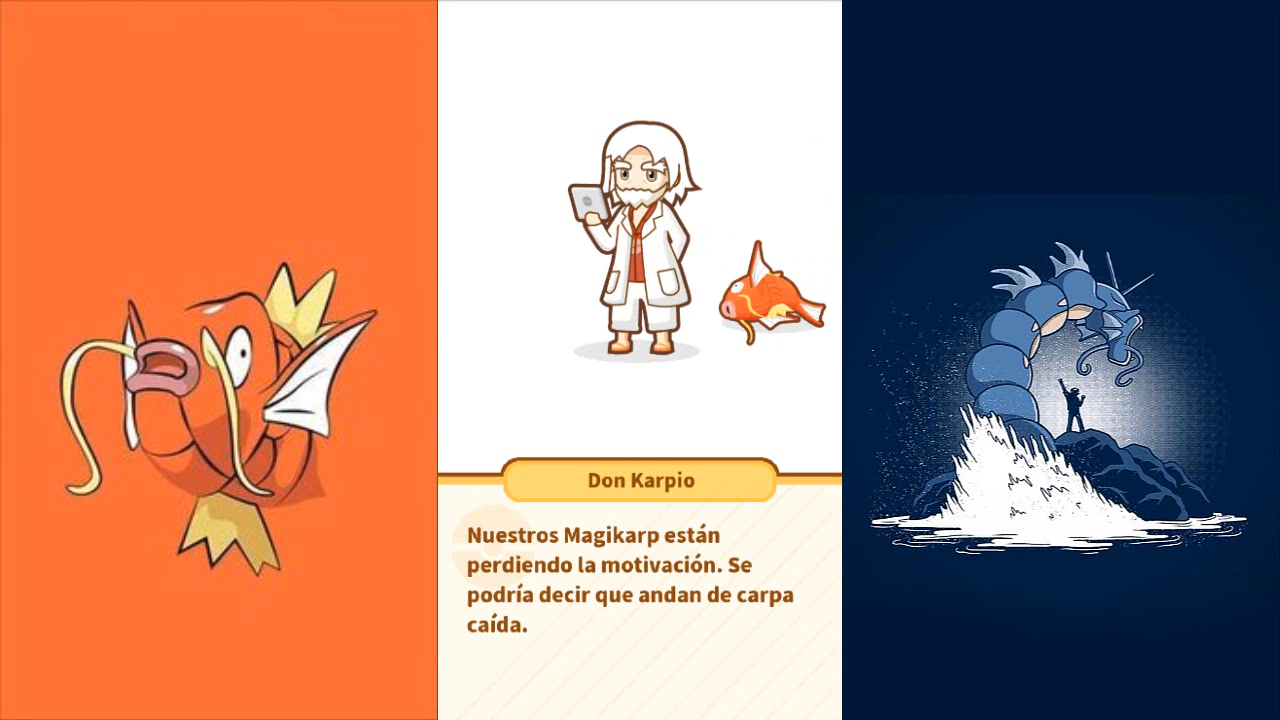 Don Karpio
Nuestros Magikarp están
perdiendo la motivación. Se
podría decir que andan de carpa
caída.